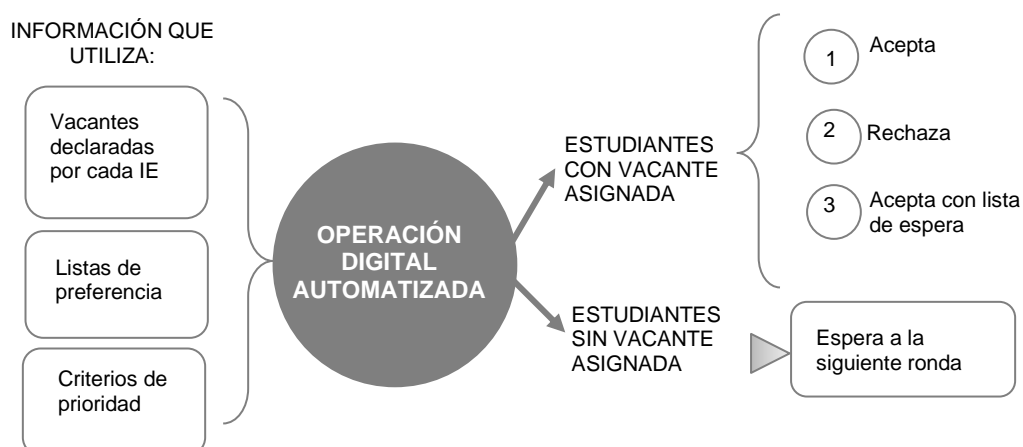 INFORMACIÓN QUE
UTILIZA:
Vacantes
declaradas
por cada IE
Listas de
preferencia
Criterios de
prioridad
OPERACIÓN
DIGITAL
AUTOMATIZADA
ESTUDIANTES
CON VACANTE
ASIGNADA
1
Acepta
2
Rechaza
3
Acepta con lista
de espera
ESTUDIANTES
SIN VACANTE
ASIGNADA
Espera a la
siguiente ronda